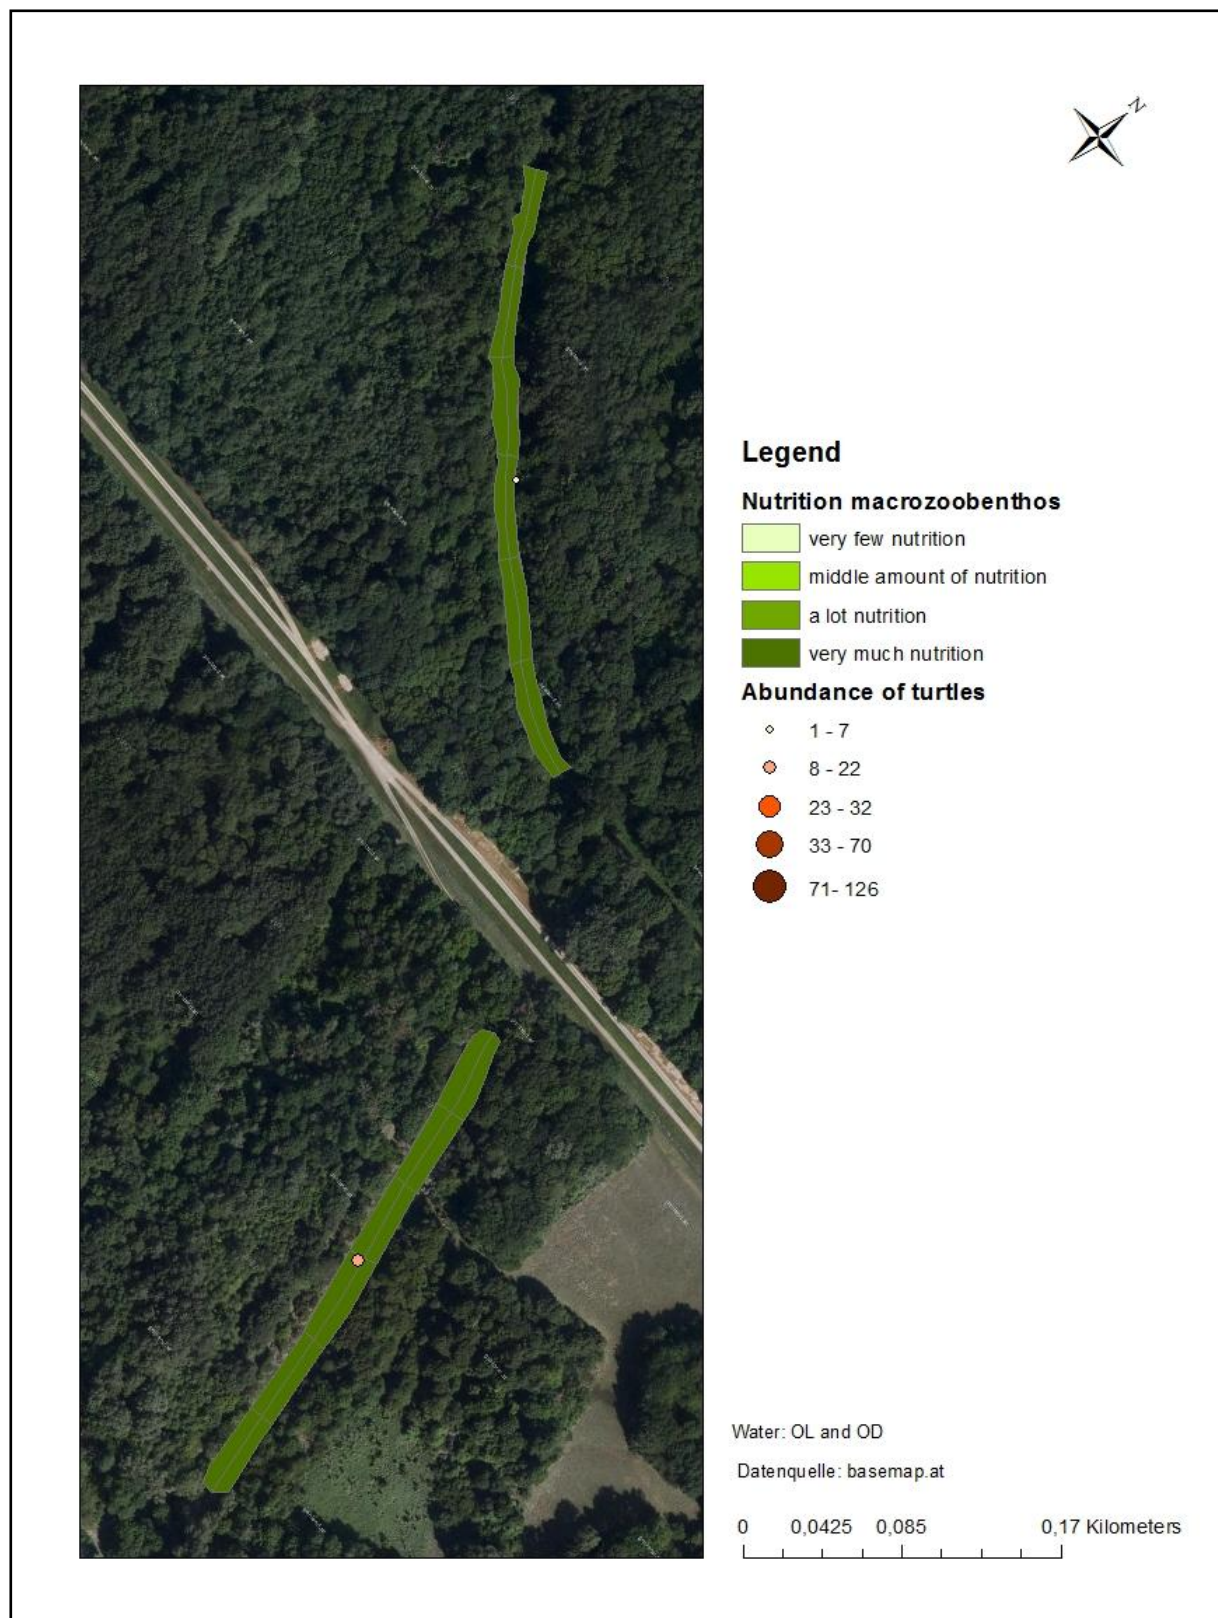 N
Legend
Nutrition macrozoobenthos
very few nutrition
middle amount of nutrition
a lot nutrition
very much nutrition
Abundance of turtles
1 - 7
8 - 22
23 - 32
33 - 70
71- 126
Water: OL and OD
Datenquelle: basemap.at
0 0,0425 0,085 0,17 Kilometers